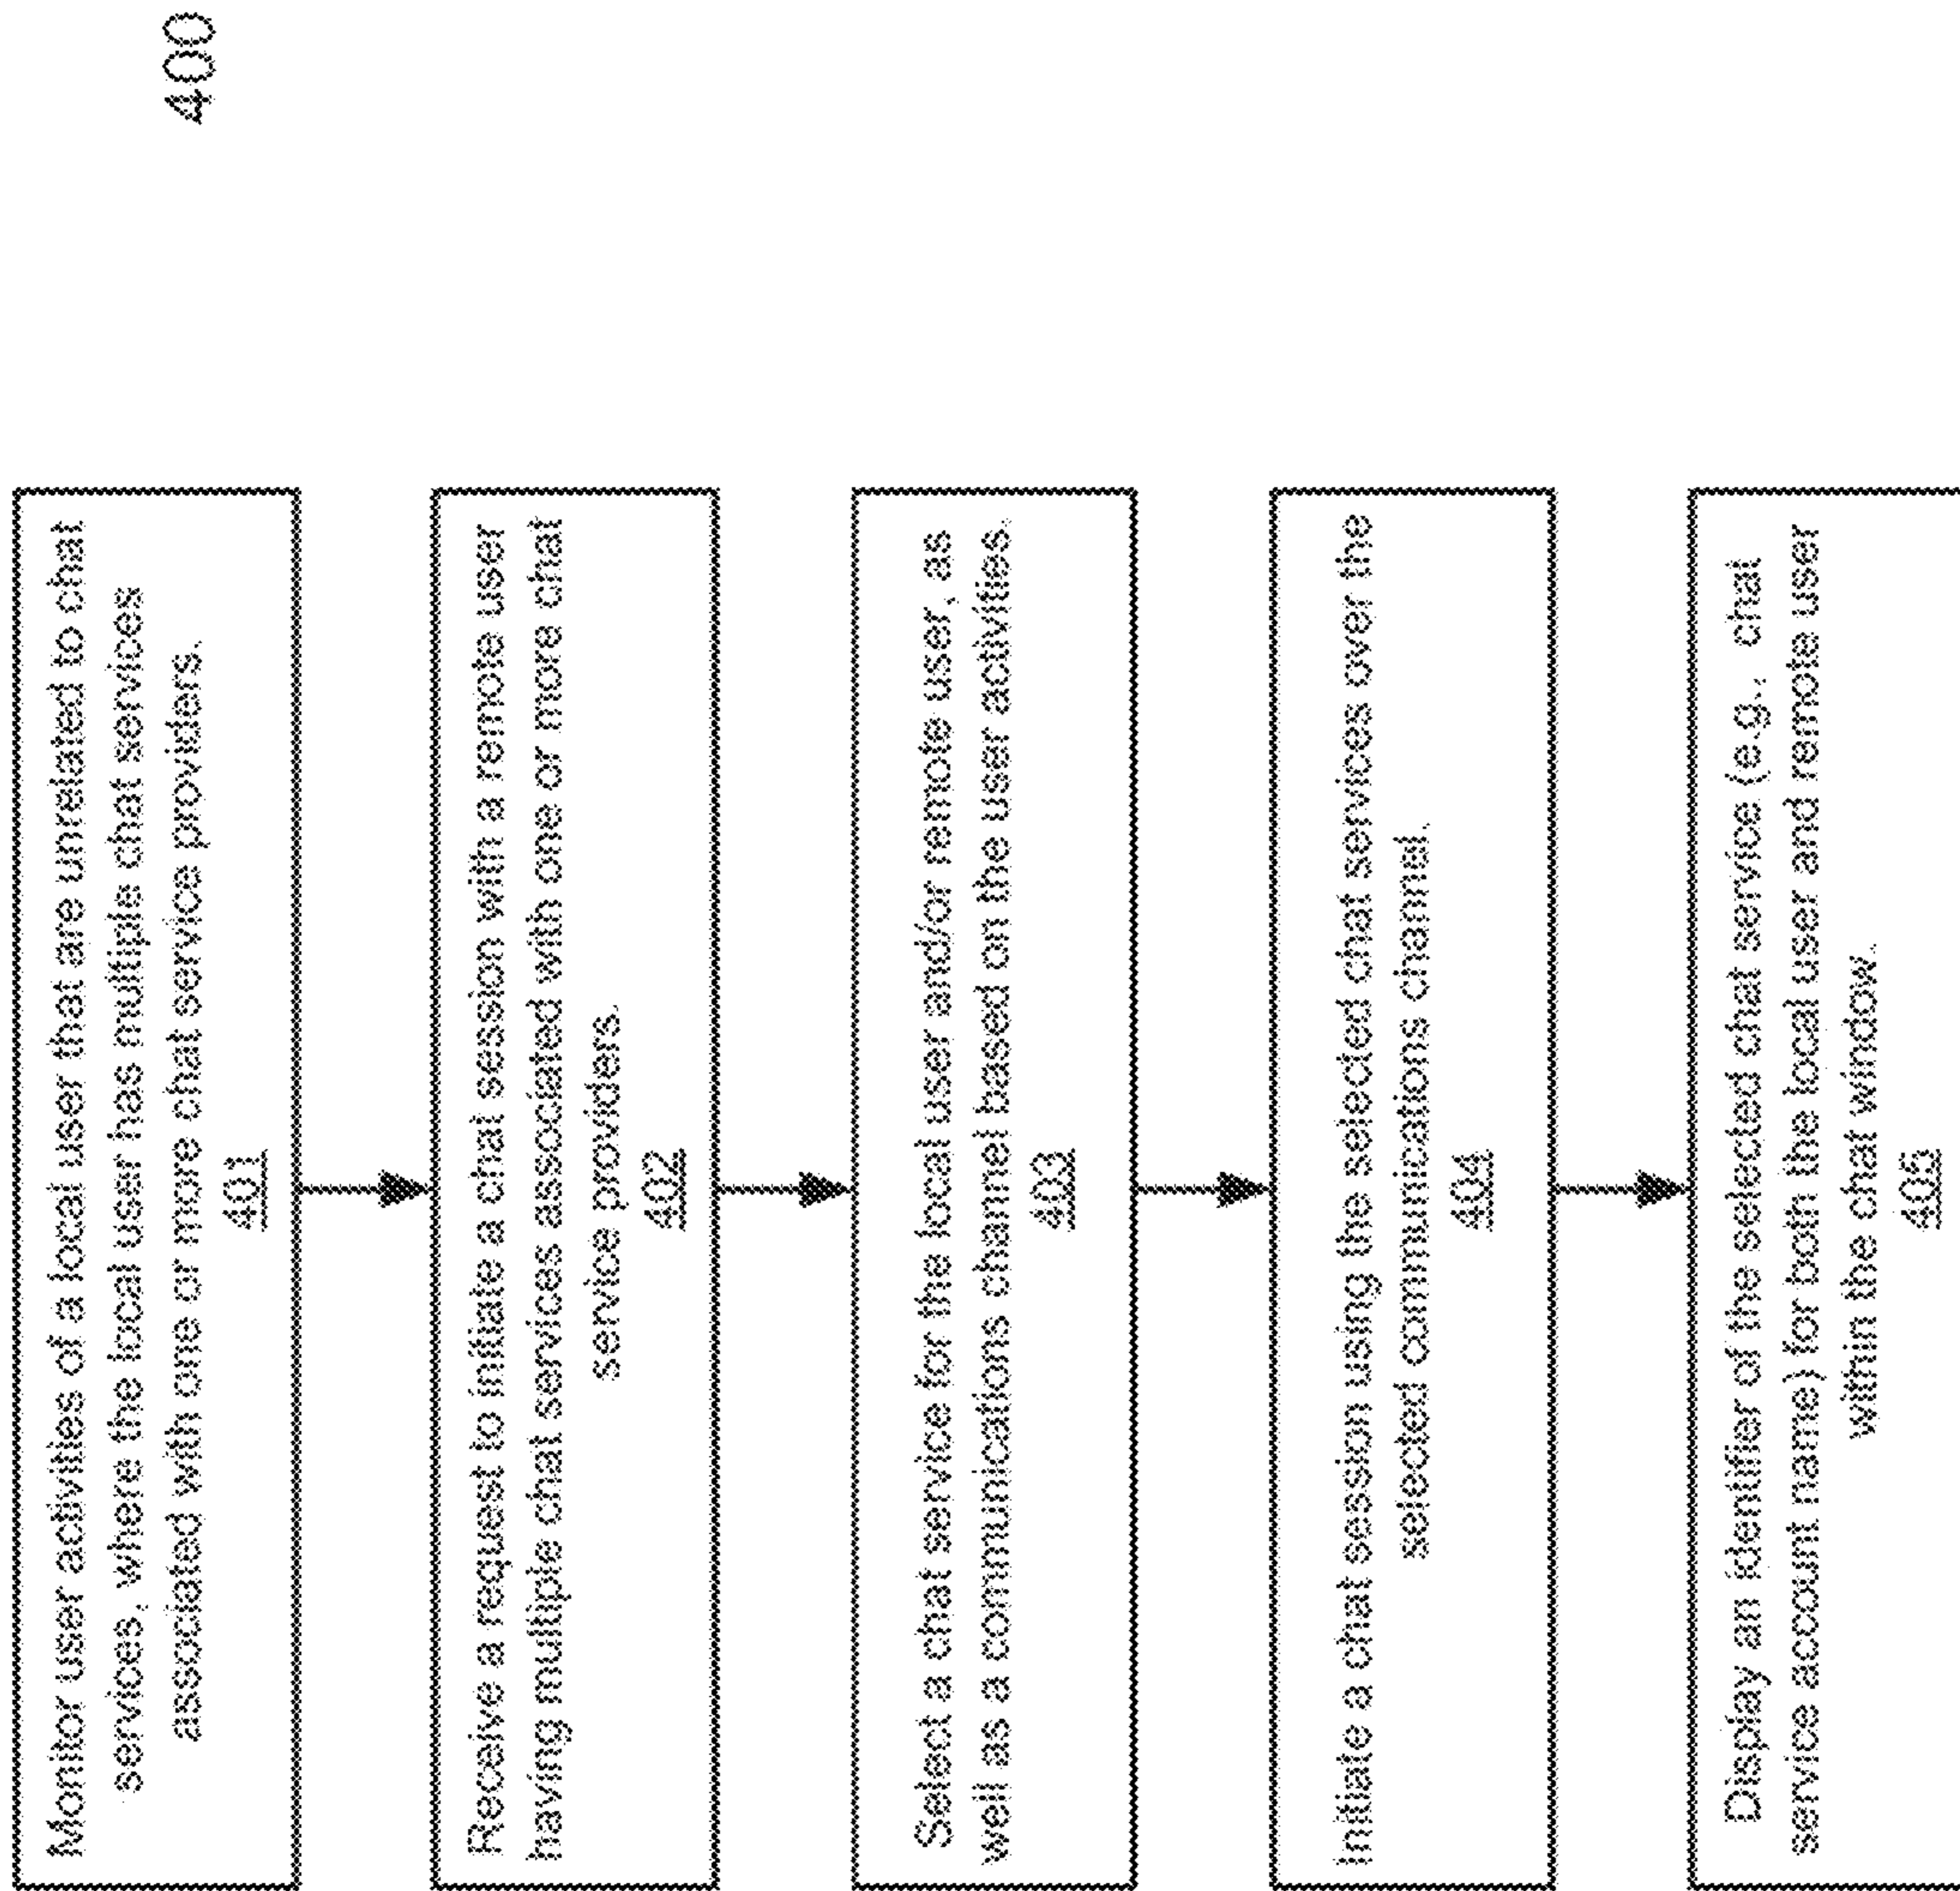 400
Monitor user activities of a local user that are unrelated to chat
services, where the local user has multiple chat services
associated with one or more chat service providers.
401
Receive a request to initiate a chat session with a remote user
having multiple chat services associated with one or more chat
service providers.
402
Select a chat service for the local user and/or remote user, as
well as a communications channel based on the user activities.
403
Initiate a chat session using the selected chat services over the
selected communications channel.
404
Display an identifier of the selected chat service (e.g., chat
service account name) for both the local user and remote user
within the chat window.
405